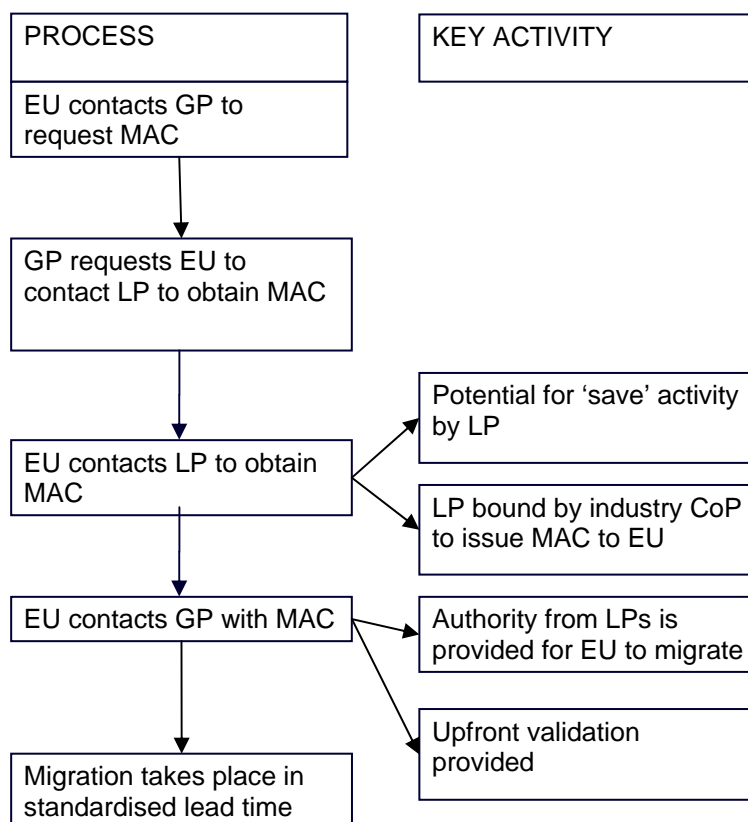 PROCESS
KEY ACTIVITY
EU contacts GP to
request MAC
GP requests EU to
contact LP to obtain MAC
EU contacts LP to obtain
MAC
Potential for ‘save’ activity
by LP
LP bound by industry CoP
to issue MAC to EU
EU contacts GP with MAC
Authority from LPs is
provided for EU to migrate
Upfront validation
provided
Migration takes place in
standardised lead time